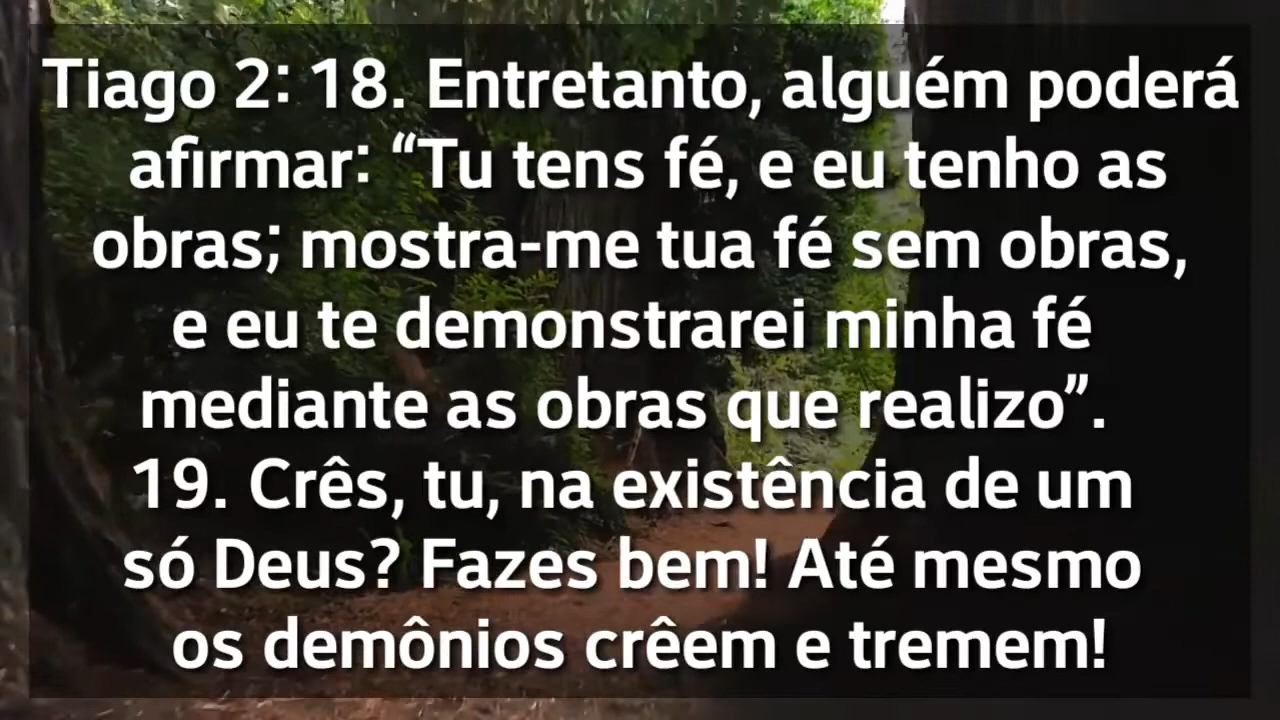 Tiago 2: 18. Entretanto, alguém poderá
afirmar: “Tu tens fé, e eu tenho as
obras; mostra-me tua fé sem obras,
e eu te demonstrarei minha fé
mediante as obras que realizo”.
19. Crês, tu, na existência de um
só Deus? Fazes bem! Até mesmo
os demônios crêem e tremem!